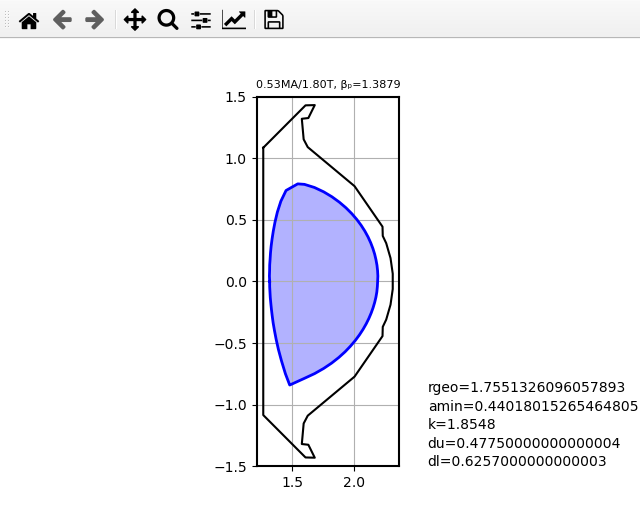 0.53MA/1.80T, βₚ=1.3879
1.5
1.0
0.5
0.0
−0.5
−1.0
−1.5
1.5 2.0
rgeo=1.7551326096057893
amin=0.44018015265464805
k=1.8548
du=0.47750000000000004
dl=0.6257000000000003